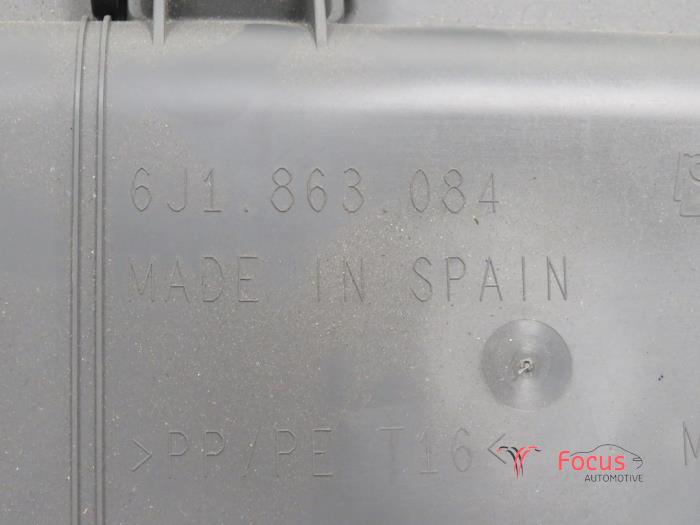 6J1.863.084
MADE IN SPAIN
>PP/PE T16<
Focus
AUTOMOTIVE
M